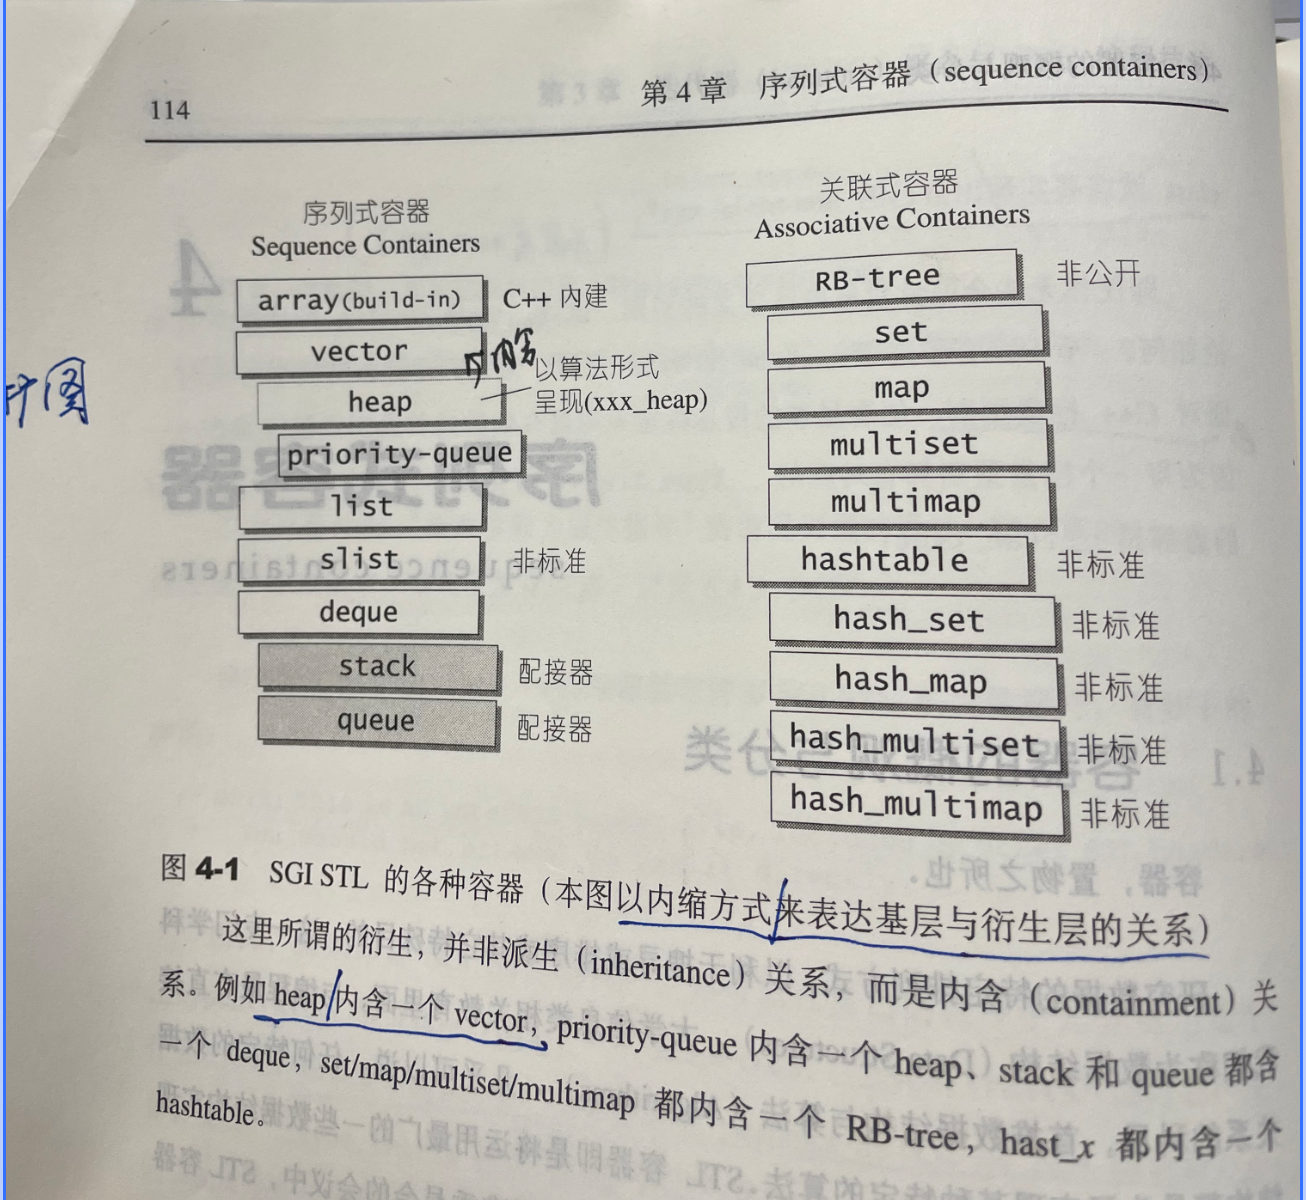 114
第 4 章 序列式容器（sequence containers）
序列式容器
Sequence Containers
array(build-in)
C++ 内建
vector
内含
heap
以算法形式
呈现(xxx_heap)
priority-queue
list
slist
非标准
deque
stack
配接器
queue
配接器
关联式容器
Associative Containers
RB-tree
非公开
set
map
multiset
multimap
hashtable
非标准
hash_set
非标准
hash_map
非标准
hash_multiset
非标准
hash_multimap
非标准
图
图 4-1 SGI STL 的各种容器（本图以内缩方式来表达基层与衍生层的关系）
这里所谓的衍生，并非派生（inheritance）关系，而是内含（containment）关
系。例如 heap 内含一个 vector，priority-queue 内含一个 heap、stack 和 queue 都含
一个 deque，set/map/multiset/multimap 都内含一个 RB-tree，hast_x 都内含一个
hashtable。